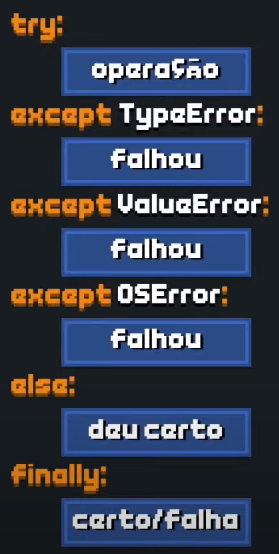 try:
operação
except TypeError:
falhou
except ValueError:
falhou
except OSError:
falhou
else:
deu certo
finally:
certo/falha